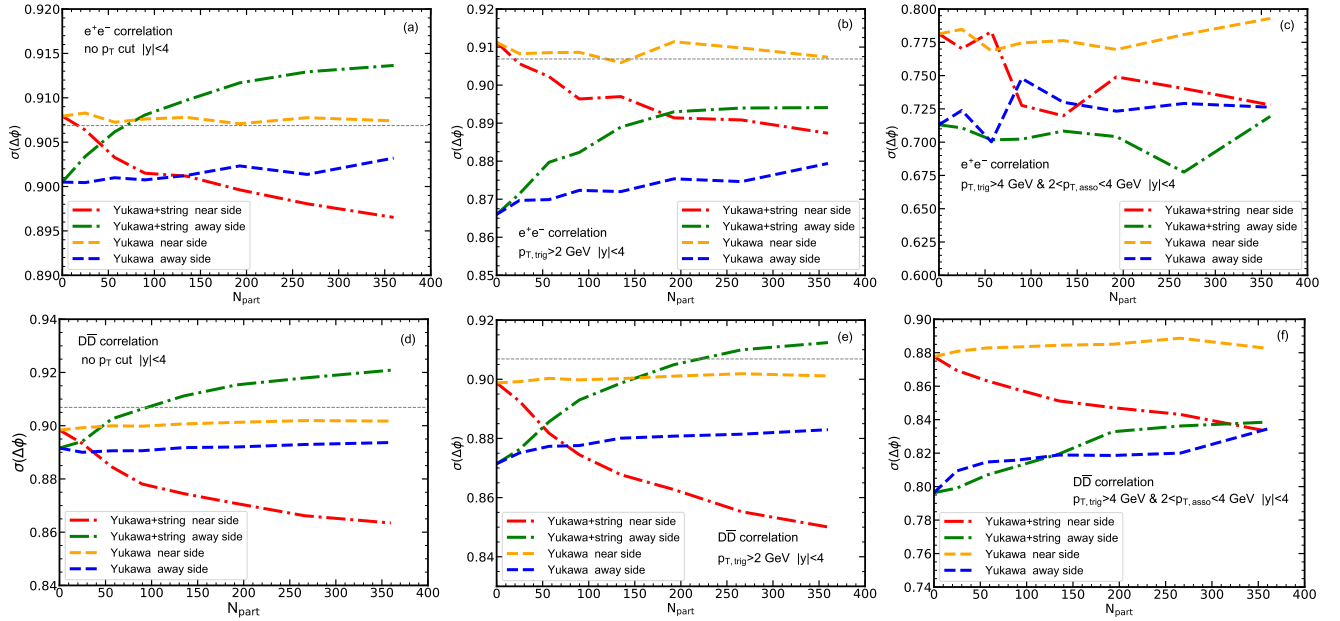 (a)
e⁺e⁻ correlation
no p_T cut |y|<4
σ(Δϕ)
0.920
0.915
0.910
0.905
0.900
0.895
0.890
Yukawa+string near side
Yukawa+string away side
Yukawa near side
Yukawa away side
0 50 100 150 200 250 300 350 400
N_part
(b)
σ(Δϕ)
0.92
0.91
0.90
0.89
0.88
0.87
0.86
0.85
e⁺e⁻ correlation
p_T, trig>2 GeV |y|<4
Yukawa+string near side
Yukawa+string away side
Yukawa near side
Yukawa away side
0 50 100 150 200 250 300 350 400
N_part
(c)
σ(Δϕ)
0.800
0.775
0.750
0.725
0.700
0.675
0.650
0.625
0.600
e⁺e⁻ correlation
p_T, trig>4 GeV & 2<p_T, asso<4 GeV |y|<4
Yukawa+string near side
Yukawa+string away side
Yukawa near side
Yukawa away side
0 50 100 150 200 250 300 350 400
N_part
(d)
DD̅ correlation
no p_T cut |y|<4
σ(Δϕ)
0.94
0.92
0.90
0.88
0.86
0.84
Yukawa+string near side
Yukawa+string away side
Yukawa near side
Yukawa away side
0 50 100 150 200 250 300 350 400
N_part
(e)
σ(Δϕ)
0.92
0.90
0.88
0.86
0.84
Yukawa+string near side
Yukawa+string away side
Yukawa near side
Yukawa away side
DD̅ correlation
p_T, trig>2 GeV |y|<4
0 50 100 150 200 250 300 350 400
N_part
(f)
σ(Δϕ)
0.90
0.88
0.86
0.84
0.82
0.80
0.78
0.76
0.74
DD̅ correlation
p_T, trig>4 GeV & 2<p_T, asso<4 GeV |y|<4
Yukawa+string near side
Yukawa+string away side
Yukawa near side
Yukawa away side
0 50 100 150 200 250 300 350 400
N_part